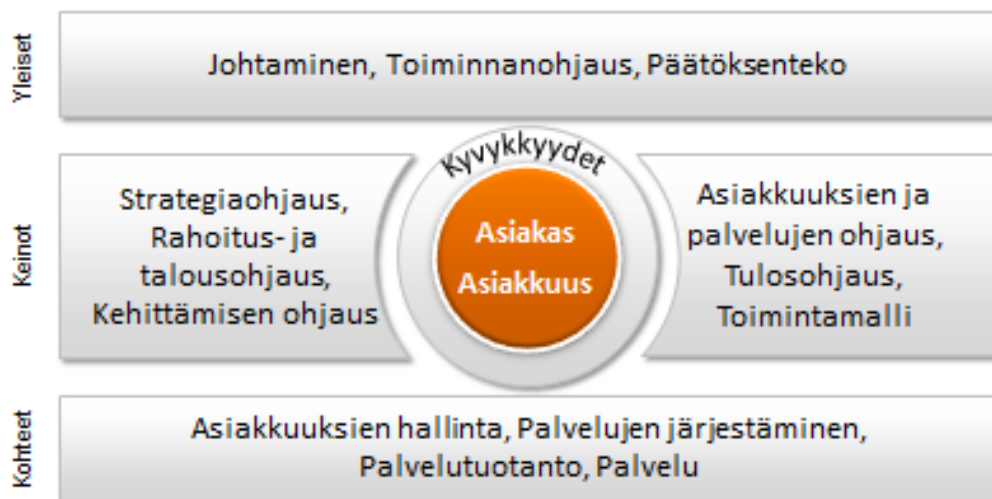 Yleiset
Johtaminen, Toiminnanohjaus, Päätöksenteko
Keinot
Strategiaohjaus,
Rahoitus- ja
talousohjaus,
Kehittämisen ohjaus
Kyvykkyydet
Asiakas
Asiakkuus
Asiakkuuksien ja
palvelujen ohjaus,
Tulosohjaus,
Toimintamalli
Kohteet
Asiakkuuksien hallinta, Palvelujen järjestäminen,
Palvelutuotanto, Palvelu